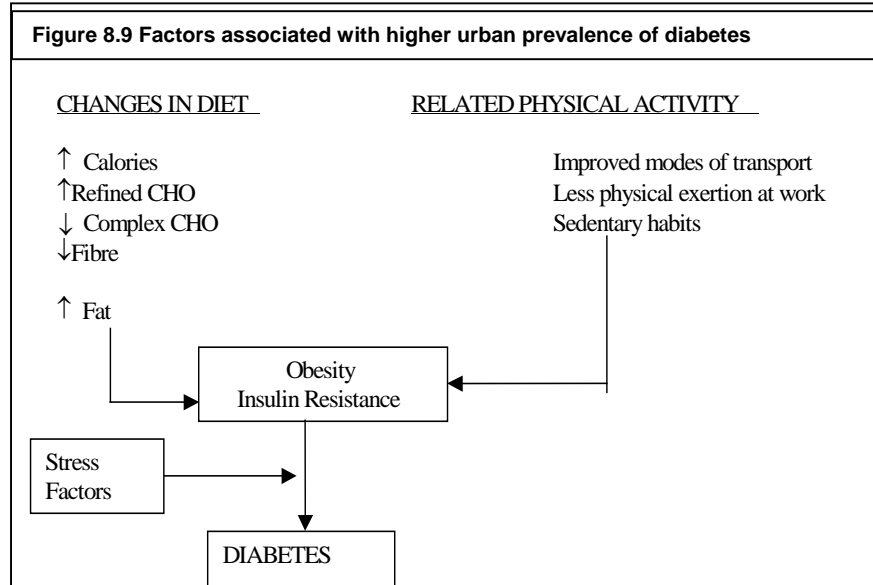 Figure 8.9 Factors associated with higher urban prevalence of diabetes
CHANGES IN DIET
↑ Calories
↑Refined CHO
↓ Complex CHO
↓Fibre
↑ Fat
RELATED PHYSICAL ACTIVITY
Improved modes of transport
Less physical exertion at work
Sedentary habits
Obesity
Insulin Resistance
Stress
Factors
DIABETES